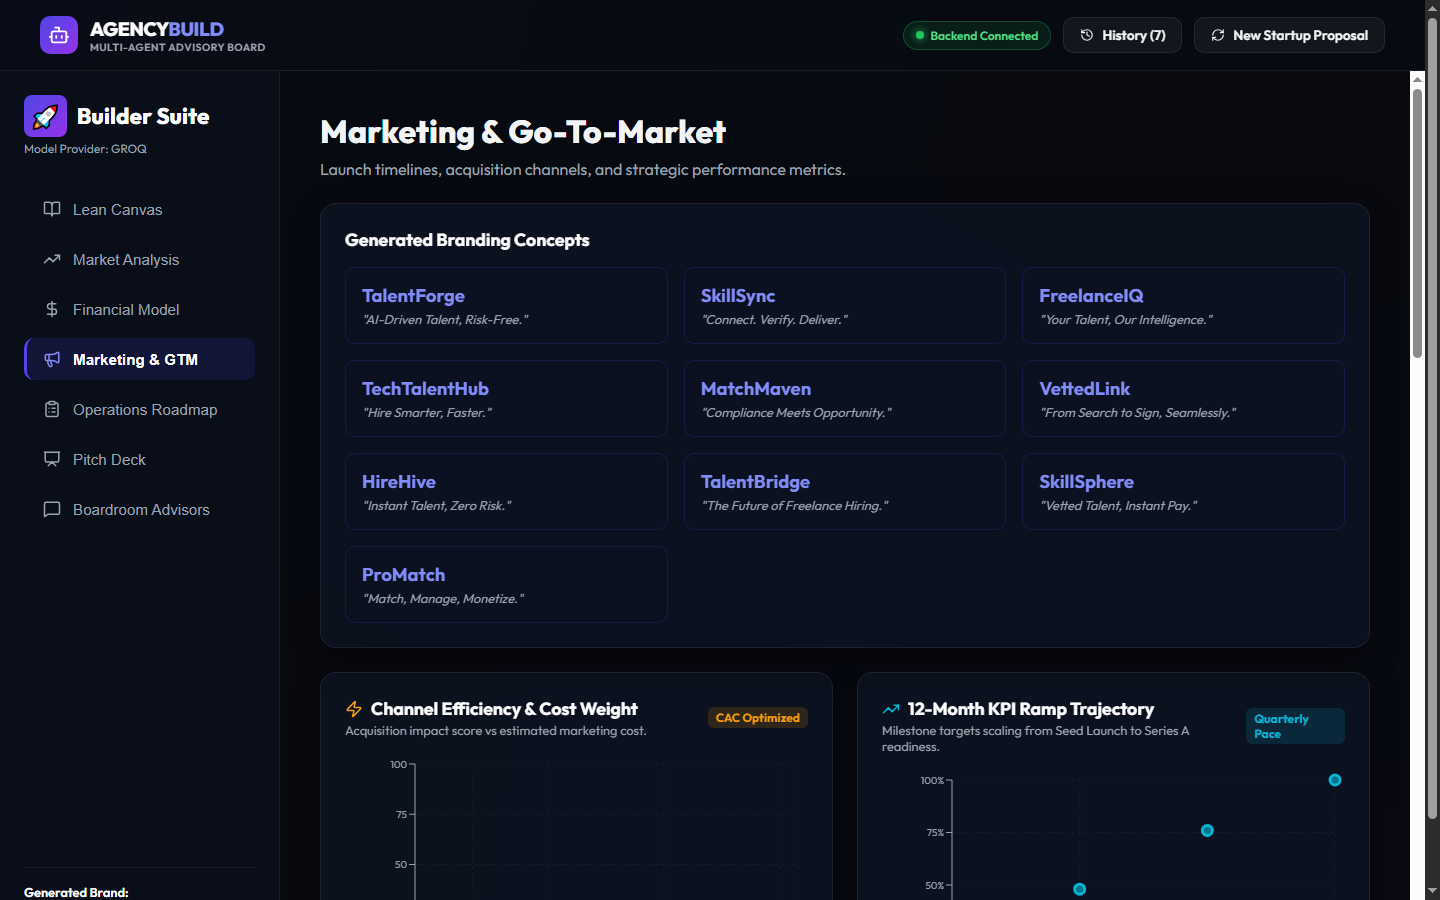 AGENCYBUILD
MULTI-AGENT ADVISORY BOARD
Backend Connected
History (7)
New Startup Proposal
Builder Suite
Model Provider: GROQ
Lean Canvas
Market Analysis
Financial Model
Marketing & GTM
Operations Roadmap
Pitch Deck
Boardroom Advisors
Generated Brand:
Marketing & Go-To-Market
Launch timelines, acquisition channels, and strategic performance metrics.
Generated Branding Concepts
TalentForge
"AI-Driven Talent, Risk-Free."
SkillSync
"Connect. Verify. Deliver."
FreelanceIQ
"Your Talent, Our Intelligence."
TechTalentHub
"Hire Smarter, Faster."
MatchMaven
"Compliance Meets Opportunity."
VettedLink
"From Search to Sign, Seamlessly."
HireHive
"Instant Talent, Zero Risk."
TalentBridge
"The Future of Freelance Hiring."
SkillSphere
"Vetted Talent, Instant Pay."
ProMatch
"Match, Manage, Monetize."
Channel Efficiency & Cost Weight
Acquisition impact score vs estimated marketing cost.
CAC Optimized
100
75
50
12-Month KPI Ramp Trajectory
Milestone targets scaling from Seed Launch to Series A
readiness.
Quarterly
Pace
100%
75%
50%